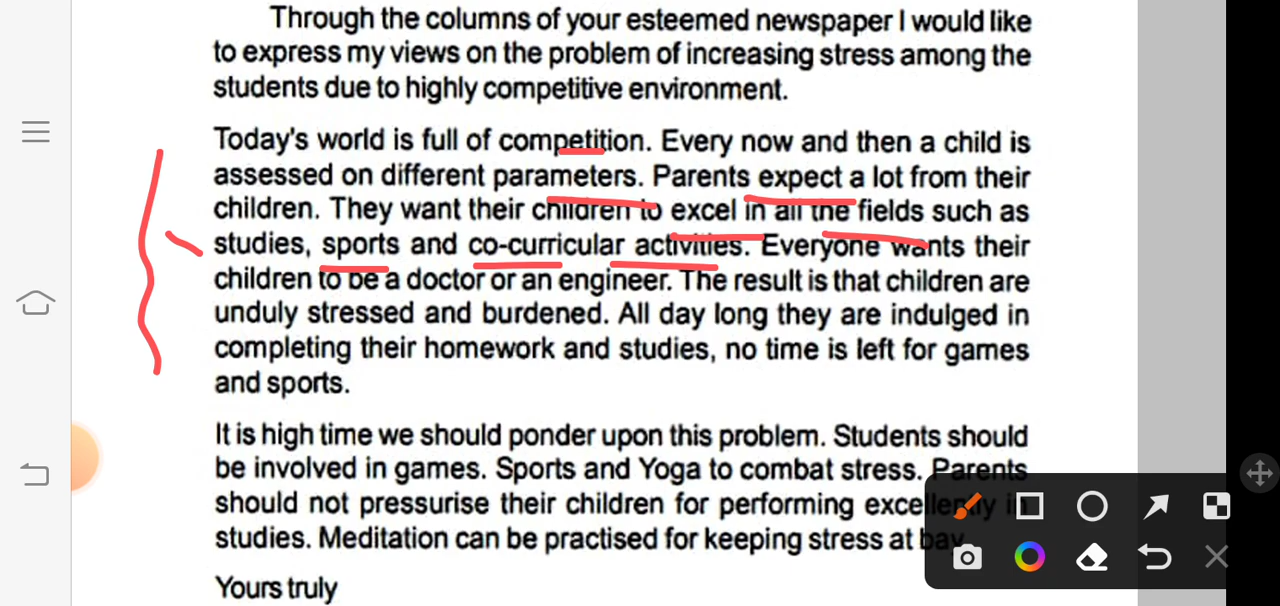 Through the columns of your esteemed newspaper I would like
to express my views on the problem of increasing stress among the
students due to highly competitive environment.
Today's world is full of competition. Every now and then a child is
assessed on different parameters. Parents expect a lot from their
children. They want their children to excel in all the fields such as
studies, sports and co-curricular activities. Everyone wants their
children to be a doctor or an engineer. The result is that children are
unduly stressed and burdened. All day long they are indulged in
completing their homework and studies, no time is left for games
and sports.
It is high time we should ponder upon this problem. Students should
be involved in games. Sports and Yoga to combat stress. Parents
should not pressurise their children for performing excellently in
studies. Meditation can be practised for keeping stress at bay.
Yours truly